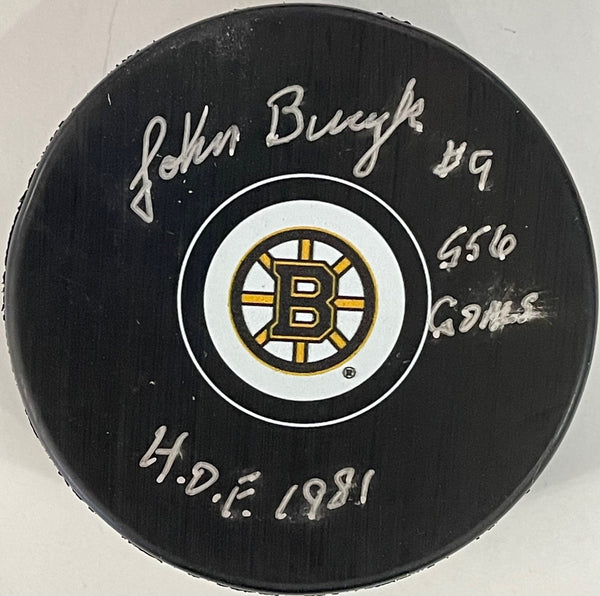 John Bucyk
#9
556
GOALS
B
®
H.O.F. 1981